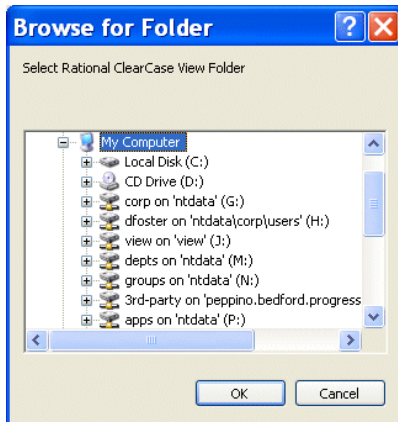 Browse for Folder
Select Rational ClearCase View Folder
My Computer
Local Disk (C:)
CD Drive (D:)
corp on 'ntdata' (G:)
dfoster on 'ntdata\corp\users' (H:)
view on 'view' (J:)
depts on 'ntdata' (M:)
groups on 'ntdata' (N:)
3rd-party on 'peppino.bedford.progress
apps on 'ntdata' (P:)
OK Cancel